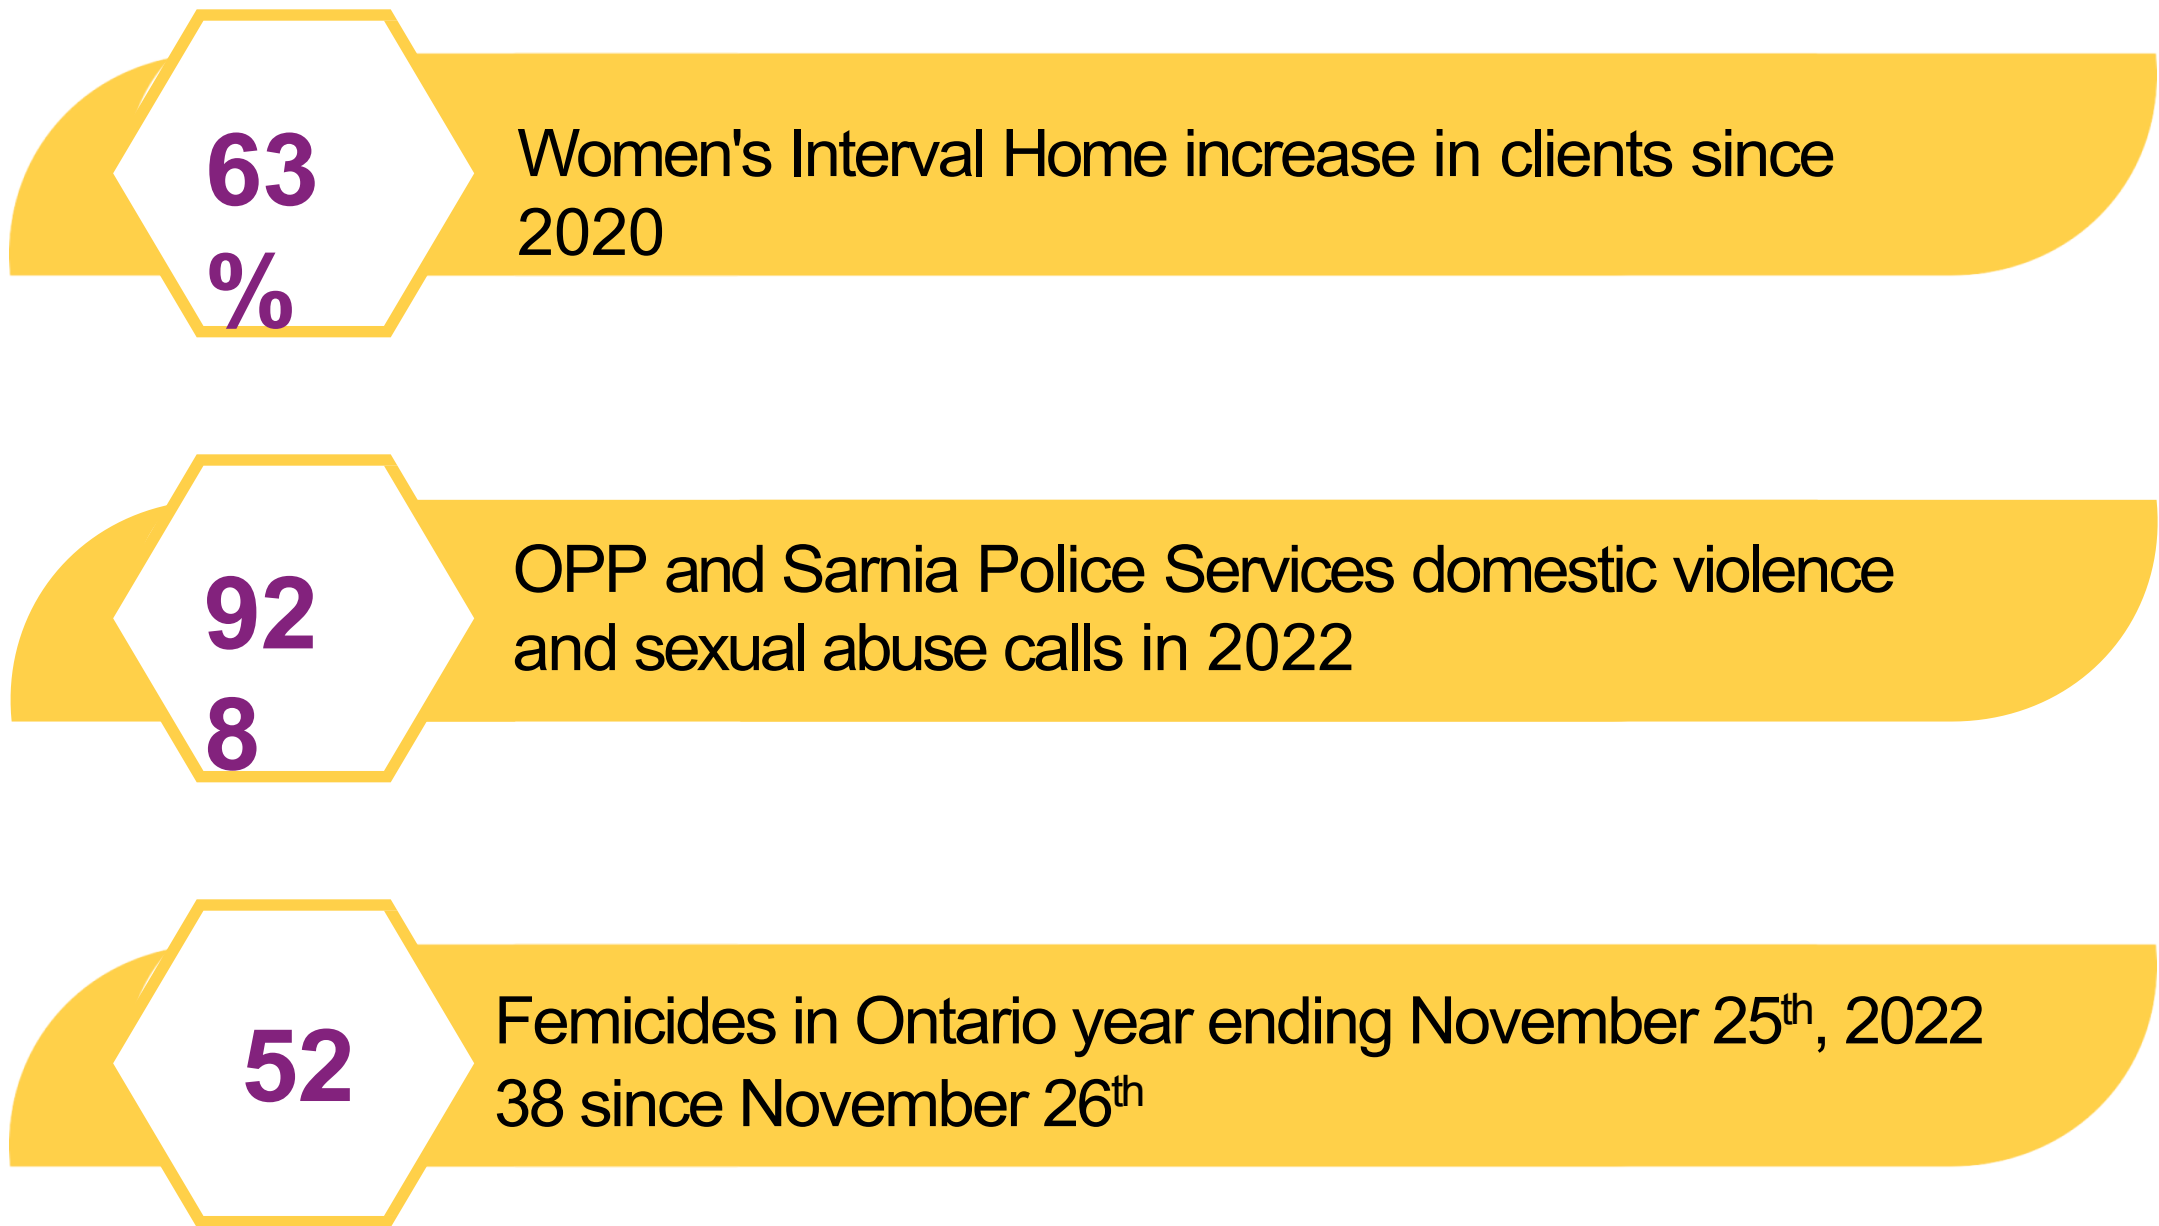 63
%
Women's Interval Home increase in clients since
2020
92
8
OPP and Sarnia Police Services domestic violence
and sexual abuse calls in 2022
52
Femicides in Ontario year ending November 25th, 2022
38 since November 26th